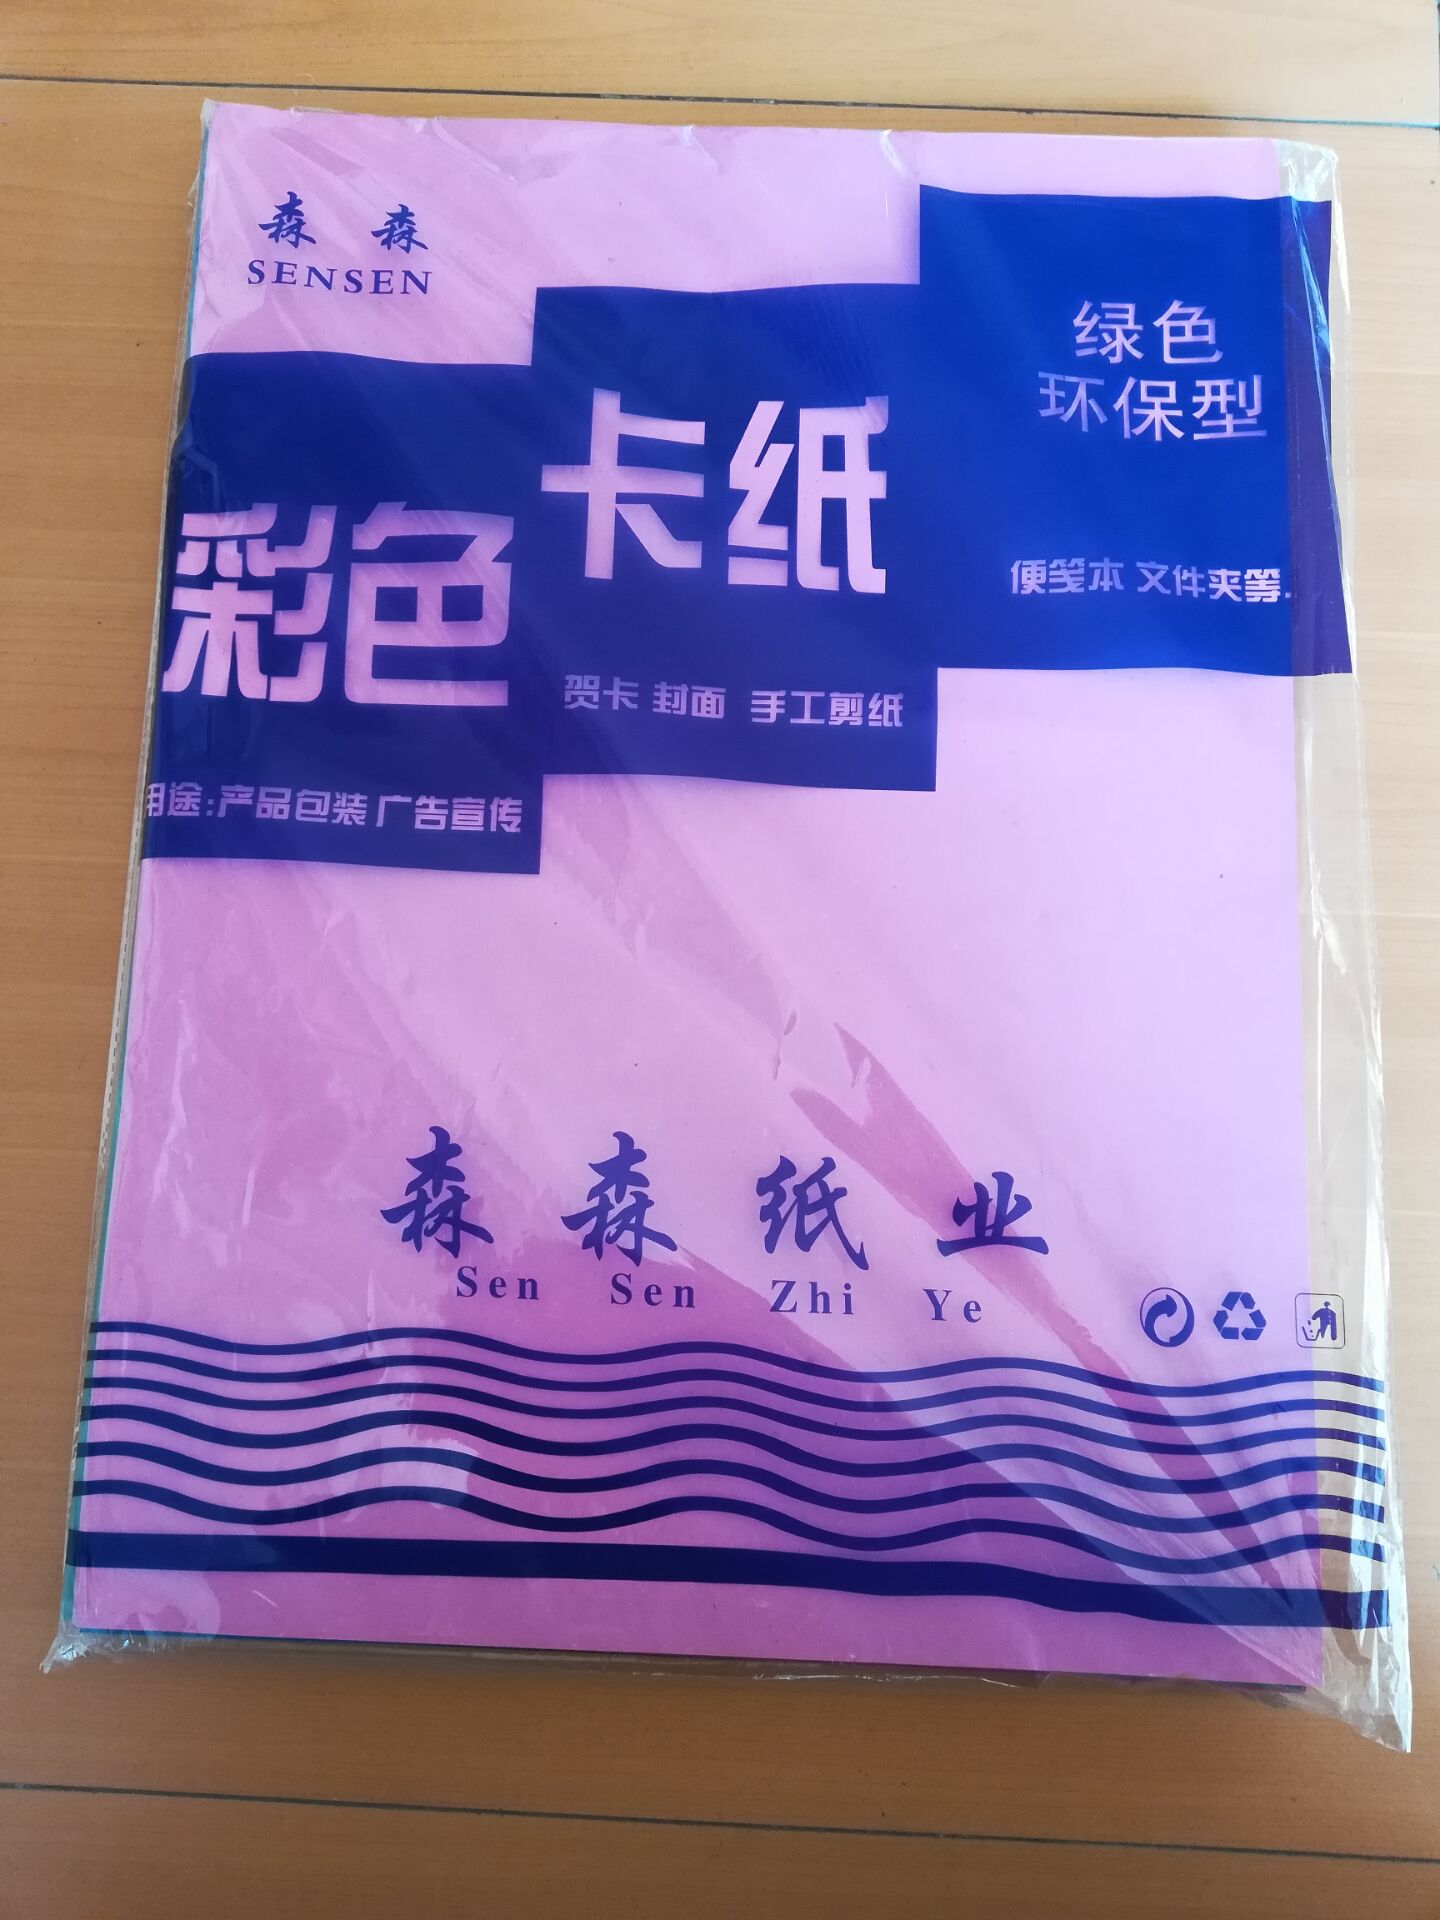 森 森
SENSEN
绿色
环保型
彩色
卡纸
用途:产品包装 广告宣传
贺卡 封面 手工剪纸
便笺本 文件夹等.
森 森 纸 业
Sen Sen Zhi Ye